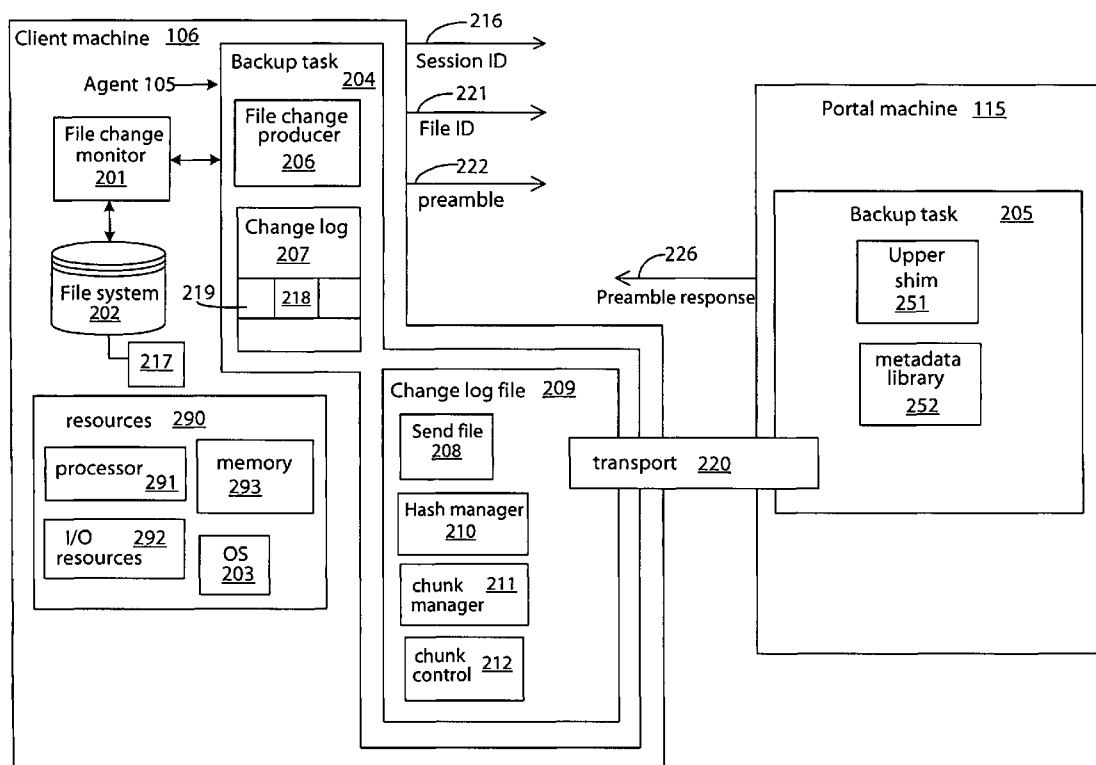 Client machine 106
Agent 105
File change
monitor
201
File system
202
217
Backup task
204
File change
producer
206
Change log
207
219
218
216
Session ID
221
File ID
222
preamble
226
Preamble response
resources 290
processor
291
memory
293
I/O 292
resources
OS
203
Change log file 209
Send file
208
Hash manager
210
chunk 211
manager
chunk
control 212
transport 220
Portal machine 115
Backup task 205
Upper
shim
251
metadata
library
252